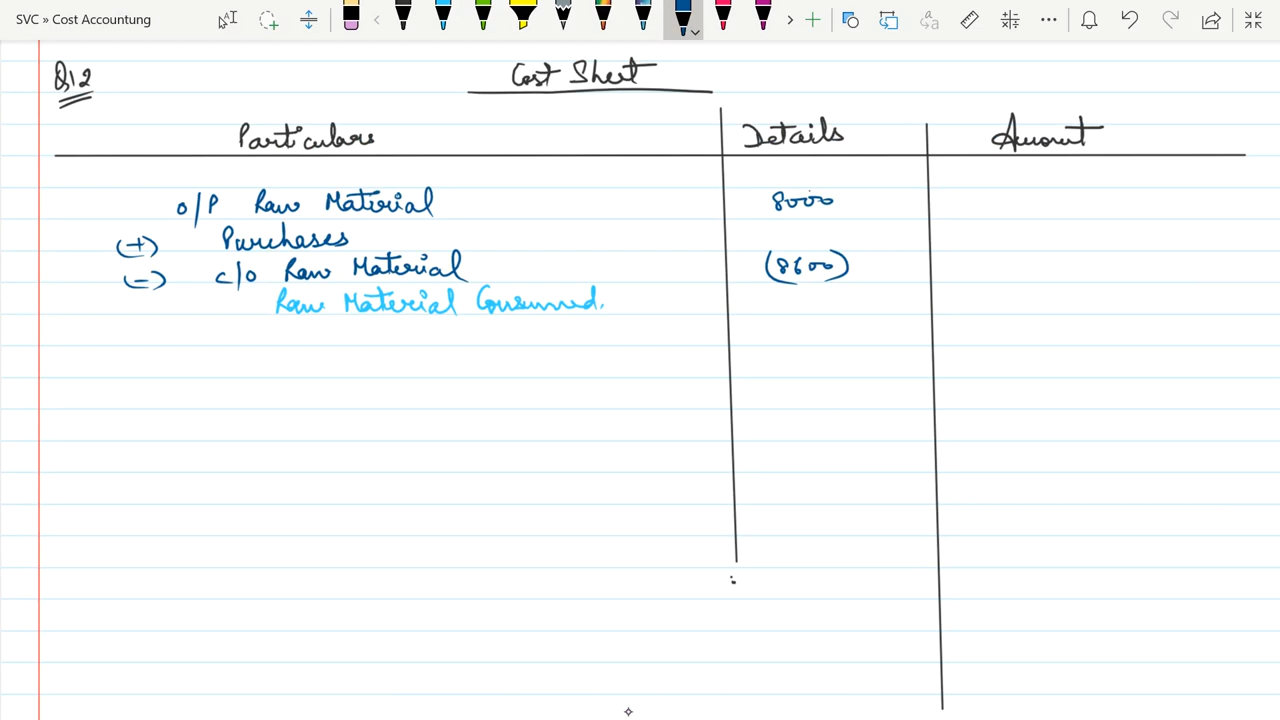 SVC » Cost Accountung
Q12
Cost Sheet
Particulars Details Amount
O/P Raw Material 8000
(+) Purchases
(-) C/O Raw Material (8600)
Raw Material Consumed.